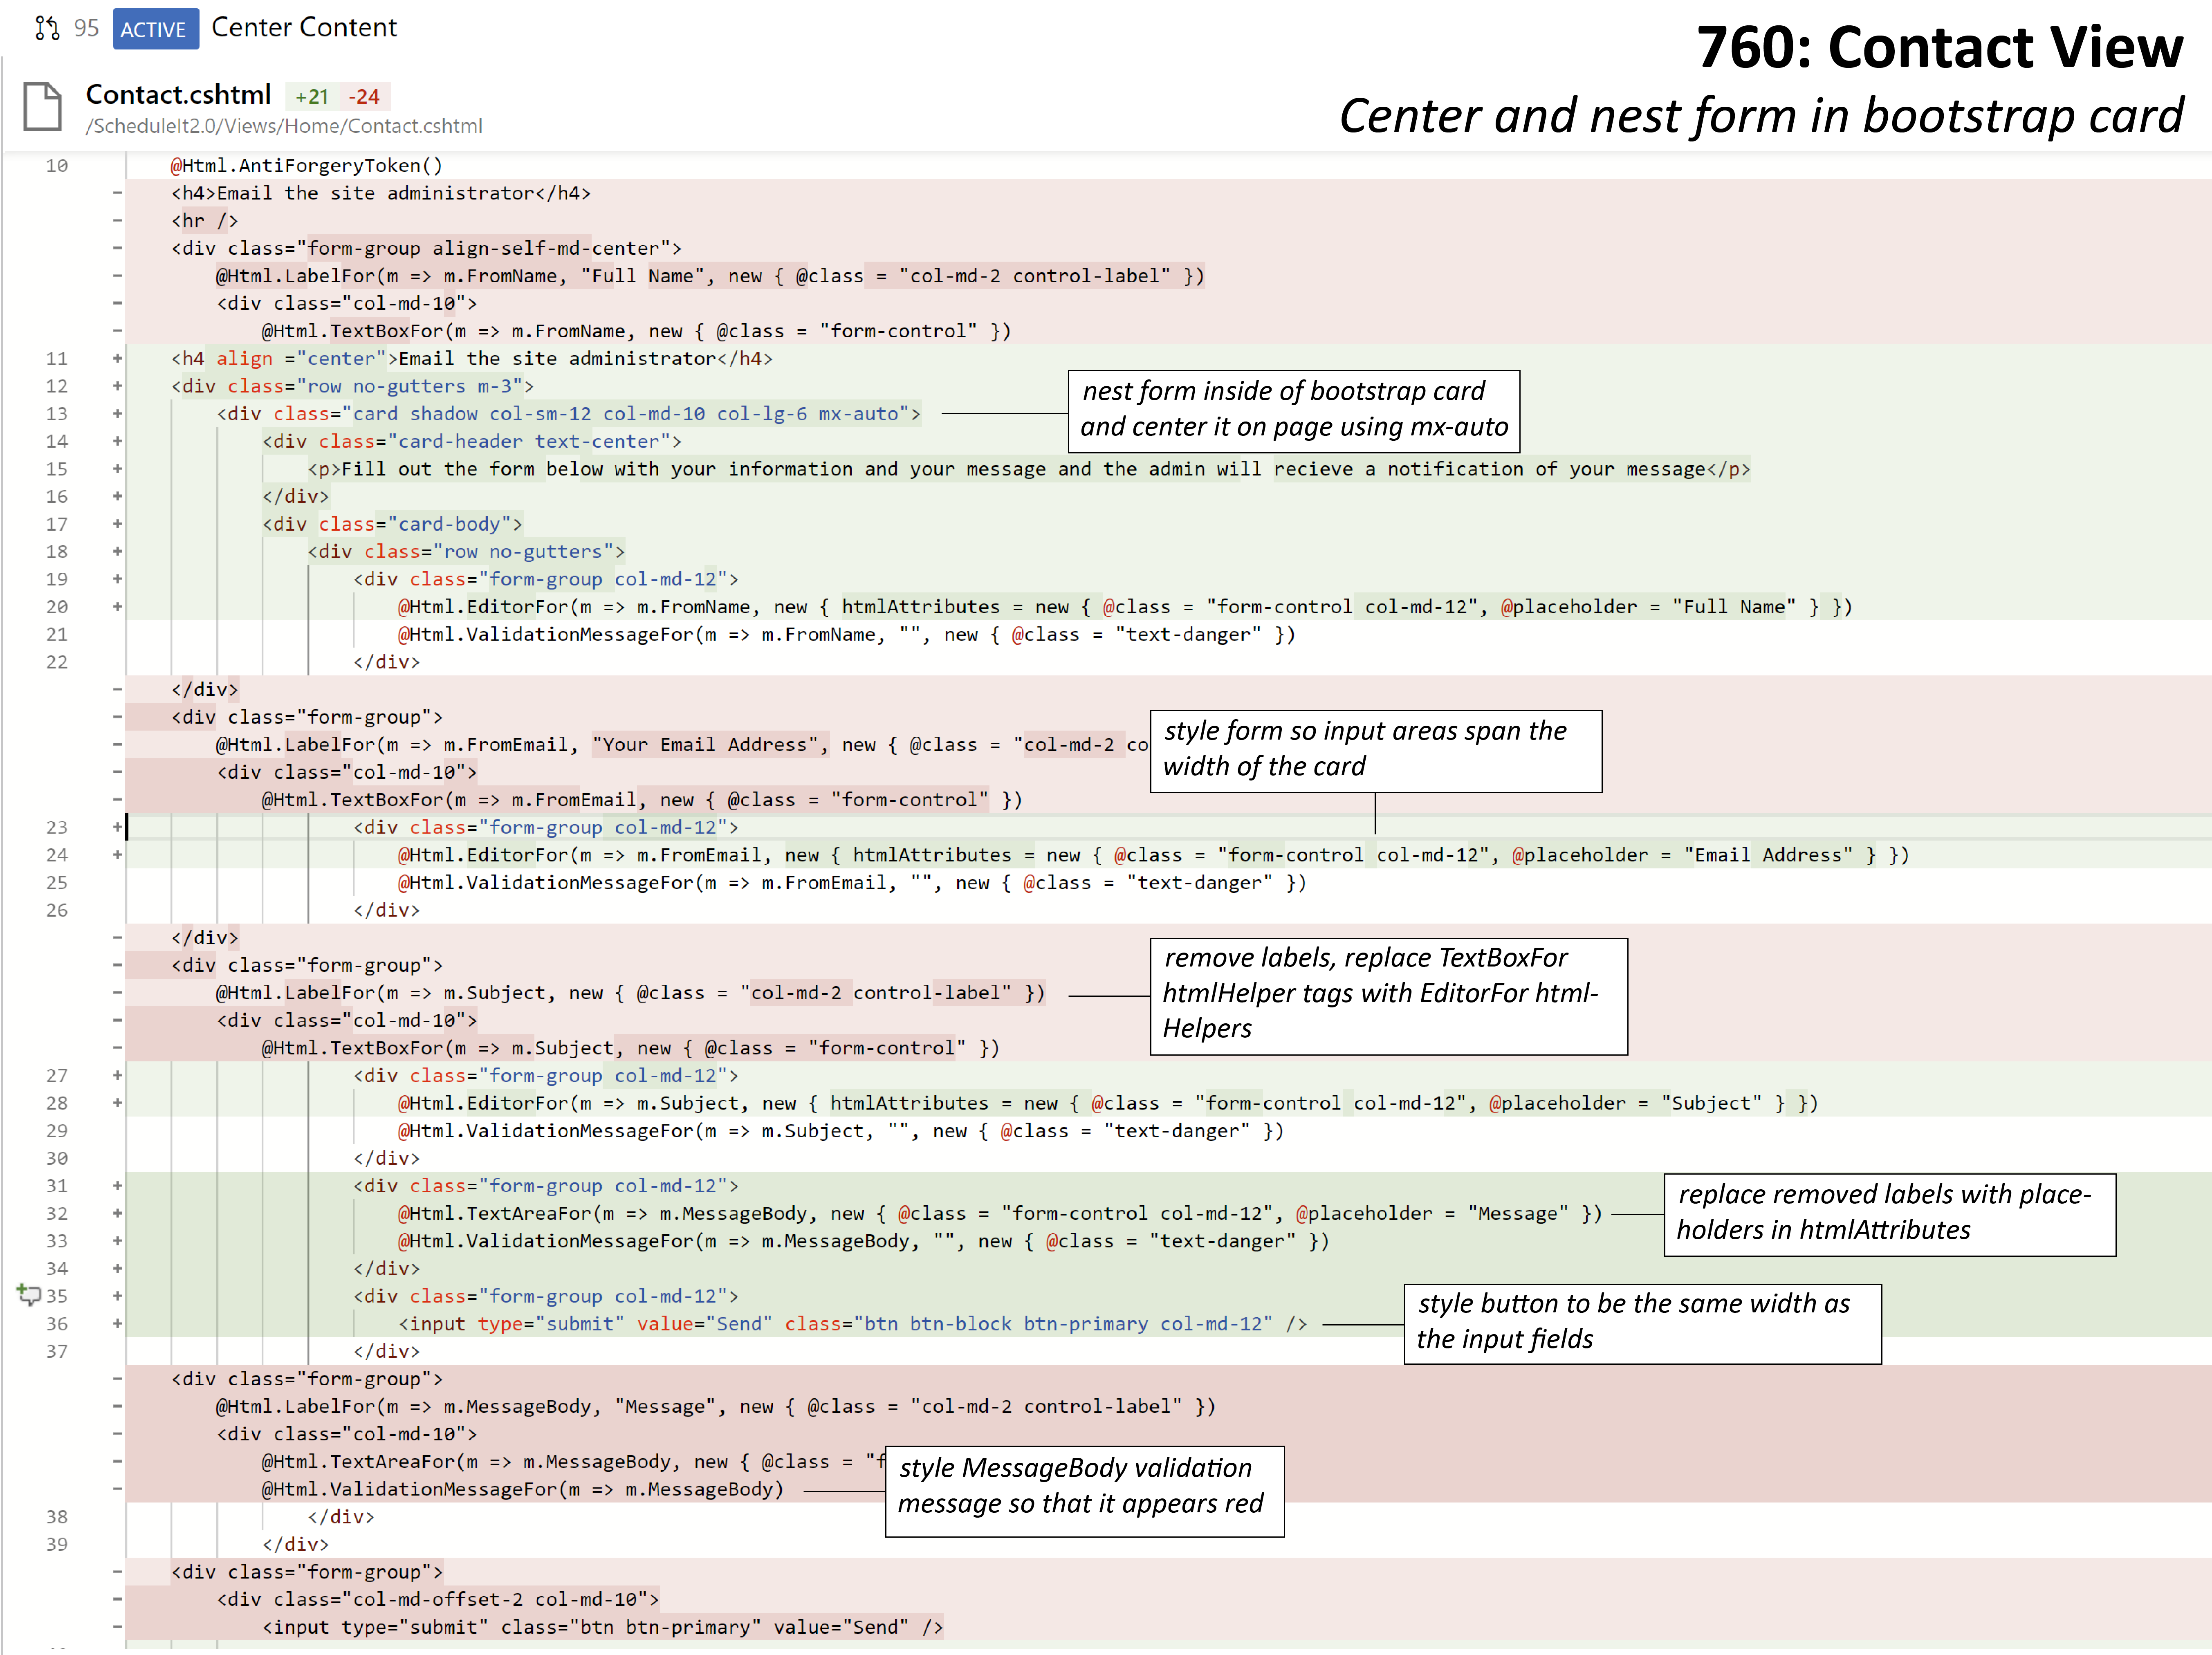 95 ACTIVE Center Content
760: Contact View
Center and nest form in bootstrap card
Contact.cshtml +21 -24
/ScheduleIt2.0/Views/Home/Contact.cshtml
10 @Html.AntiForgeryToken()
- <h4>Email the site administrator</h4>
- <hr />
- <div class="form-group align-self-md-center">
- @Html.LabelFor(m => m.FromName, "Full Name", new { @class = "col-md-2 control-label" })
- <div class="col-md-10">
- @Html.TextBoxFor(m => m.FromName, new { @class = "form-control" })
11 + <h4 align ="center">Email the site administrator</h4>
12 + <div class="row no-gutters m-3">
13 + <div class="card shadow col-sm-12 col-md-10 col-lg-6 mx-auto">
nest form inside of bootstrap card
and center it on page using mx-auto
14 + <div class="card-header text-center">
15 + <p>Fill out the form below with your information and your message and the admin will recieve a notification of your message</p>
16 + </div>
17 + <div class="card-body">
18 + <div class="row no-gutters">
19 + <div class="form-group col-md-12">
20 + @Html.EditorFor(m => m.FromName, new { htmlAttributes = new { @class = "form-control col-md-12", @placeholder = "Full Name" } })
21 @Html.ValidationMessageFor(m => m.FromName, "", new { @class = "text-danger" })
22 </div>
- </div>
- <div class="form-group">
- @Html.LabelFor(m => m.FromEmail, "Your Email Address", new { @class = "col-md-2 co
style form so input areas span the
width of the card
- <div class="col-md-10">
- @Html.TextBoxFor(m => m.FromEmail, new { @class = "form-control" })
23 + <div class="form-group col-md-12">
24 + @Html.EditorFor(m => m.FromEmail, new { htmlAttributes = new { @class = "form-control col-md-12", @placeholder = "Email Address" } })
25 @Html.ValidationMessageFor(m => m.FromEmail, "", new { @class = "text-danger" })
26 </div>
- </div>
- <div class="form-group">
- @Html.LabelFor(m => m.Subject, new { @class = "col-md-2 control-label" })
remove labels, replace TextBoxFor
htmlHelper tags with EditorFor html-
Helpers
- <div class="col-md-10">
- @Html.TextBoxFor(m => m.Subject, new { @class = "form-control" })
27 + <div class="form-group col-md-12">
28 + @Html.EditorFor(m => m.Subject, new { htmlAttributes = new { @class = "form-control col-md-12", @placeholder = "Subject" } })
29 @Html.ValidationMessageFor(m => m.Subject, "", new { @class = "text-danger" })
30 </div>
31 + <div class="form-group col-md-12">
32 + @Html.TextAreaFor(m => m.MessageBody, new { @class = "form-control col-md-12", @placeholder = "Message" })
replace removed labels with place-
holders in htmlAttributes
33 + @Html.ValidationMessageFor(m => m.MessageBody, "", new { @class = "text-danger" })
34 + </div>
35 + <div class="form-group col-md-12">
36 + <input type="submit" value="Send" class="btn btn-block btn-primary col-md-12" />
style button to be the same width as
the input fields
37 </div>
- <div class="form-group">
- @Html.LabelFor(m => m.MessageBody, "Message", new { @class = "col-md-2 control-label" })
- <div class="col-md-10">
- @Html.TextAreaFor(m => m.MessageBody, new { @class = "f
- @Html.ValidationMessageFor(m => m.MessageBody)
style MessageBody validation
message so that it appears red
38 </div>
39 </div>
- <div class="form-group">
- <div class="col-md-offset-2 col-md-10">
- <input type="submit" class="btn btn-primary" value="Send" />